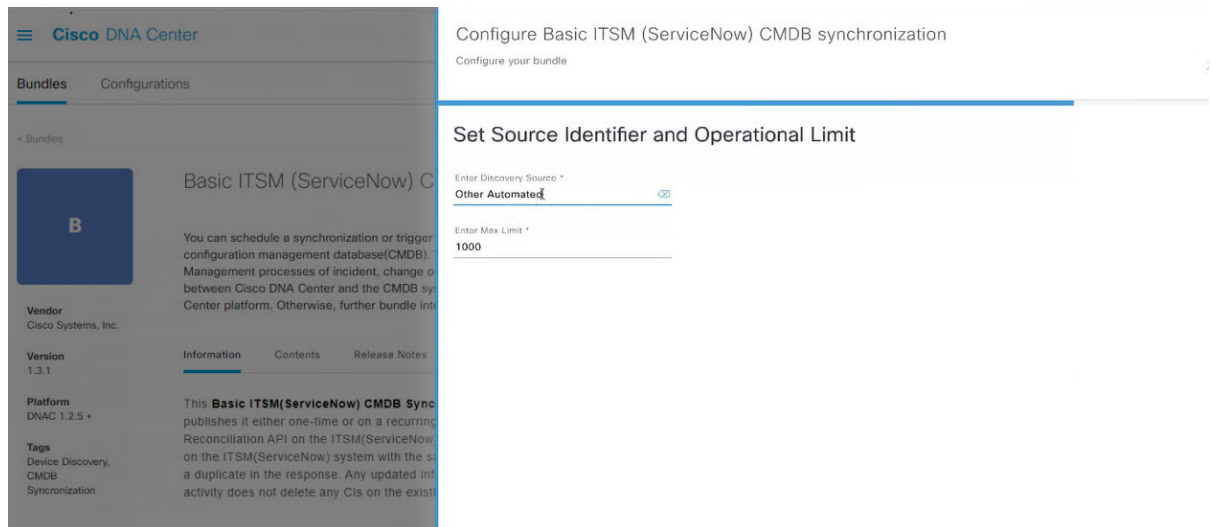 Cisco DNA Center
Bundles Configurations
< Bundles
B
Vendor
Cisco Systems, Inc.
Version
1.3.1
Platform
DNAC 1.2.5 +
Tags
Device Discovery,
CMDB
Syncronization
Basic ITSM (ServiceNow) C
You can schedule a synchronization or trigger
configuration management database(CMDB).
Management processes of incident, change o
between Cisco DNA Center and the CMDB sy
Center platform. Otherwise, further bundle int
Information Contents Release Notes
This Basic ITSM(ServiceNow) CMDB Sync
publishes it either one-time or on a recurring
Reconciliation API on the ITSM(ServiceNow)
on the ITSM(ServiceNow) system with the sa
a duplicate in the response. Any updated inf
activity does not delete any CIs on the existi
Configure Basic ITSM (ServiceNow) CMDB synchronization
Configure your bundle
Set Source Identifier and Operational Limit
Enter Discovery Source *
Other Automated
Enter Max Limit *
1000